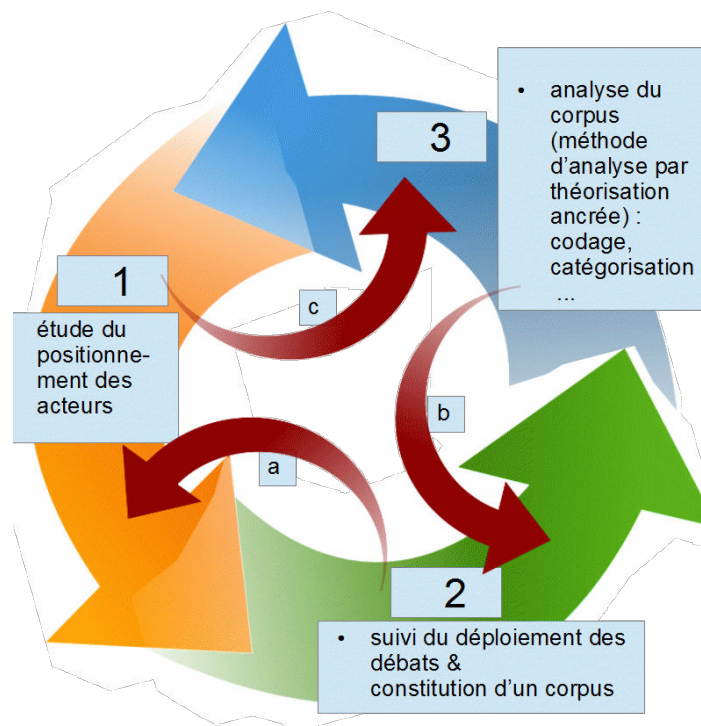 1
étude du
positionne-
ment des
acteurs
2
• suivi du déploiement des
débats &
constitution d'un corpus
3
• analyse du
corpus
(méthode
d'analyse par
théorisation
ancrée) :
codage,
catégorisation
...
a
b
c